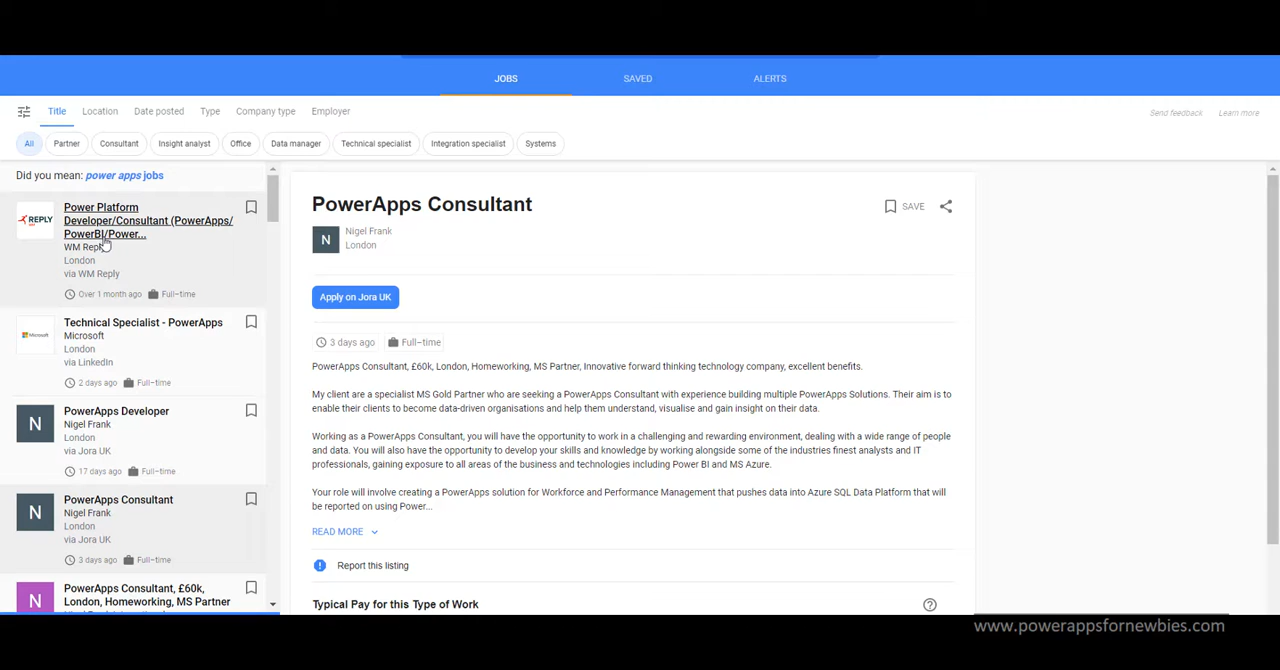 JOBS
SAVED
ALERTS
Title
Location
Date posted
Type
Company type
Employer
Send feedback
Learn more
All
Partner
Consultant
Insight analyst
Office
Data manager
Technical specialist
Integration specialist
Systems
Did you mean: power apps jobs
REPLY
Power Platform
Developer/Consultant (PowerApps/
PowerBI/Power...
WM Reply
London
via WM Reply
Over 1 month ago
Full–time
Microsoft
Technical Specialist - PowerApps
Microsoft
London
via LinkedIn
2 days ago
Full–time
N
PowerApps Developer
Nigel Frank
London
via Jora UK
17 days ago
Full–time
N
PowerApps Consultant
Nigel Frank
London
via Jora UK
3 days ago
Full–time
N
PowerApps Consultant, £60k,
London, Homeworking, MS Partner
PowerApps Consultant
SAVE
N
Nigel Frank
London
Apply on Jora UK
3 days ago
Full–time
PowerApps Consultant, £60k, London, Homeworking, MS Partner, Innovative forward thinking technology company, excellent benefits.
My client are a specialist MS Gold Partner who are seeking a PowerApps Consultant with experience building multiple PowerApps Solutions. Their aim is to
enable their clients to become data-driven organisations and help them understand, visualise and gain insight on their data.
Working as a PowerApps Consultant, you will have the opportunity to work in a challenging and rewarding environment, dealing with a wide range of people
and data. You will also have the opportunity to develop your skills and knowledge by working alongside some of the industries finest analysts and IT
professionals, gaining exposure to all areas of the business and technologies including Power BI and MS Azure.
Your role will involve creating a PowerApps solution for Workforce and Performance Management that pushes data into Azure SQL Data Platform that will
be reported on using Power...
READ MORE
Report this listing
Typical Pay for this Type of Work
www.powerappsfornewbies.com